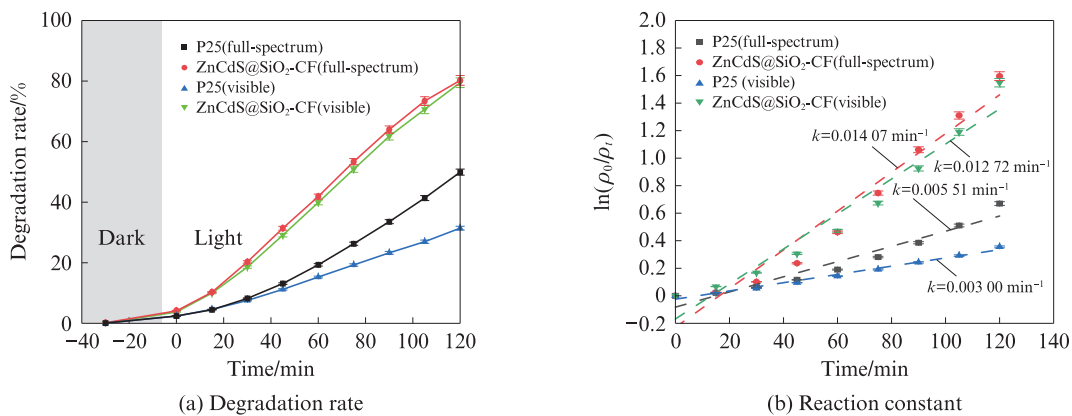 100
80
60
40
20
0
Degradation rate/%
P25(full-spectrum)
ZnCdS@SiO₂-CF(full-spectrum)
P25(visible)
ZnCdS@SiO₂-CF(visible)
Dark
Light
−40 −20 0 20 40 60 80 100 120
Time/min
(a) Degradation rate
2.0
1.8
1.6
1.4
1.2
1.0
0.8
0.6
0.4
0.2
0
−0.2
ln(ρ₀/ρₜ)
P25(full-spectrum)
ZnCdS@SiO₂-CF(full-spectrum)
P25 (visible)
ZnCdS@SiO₂-CF(visible)
k=0.014 07 min⁻¹
k=0.012 72 min⁻¹
k=0.005 51 min⁻¹
k=0.003 00 min⁻¹
0 20 40 60 80 100 120 140
Time/min
(b) Reaction constant